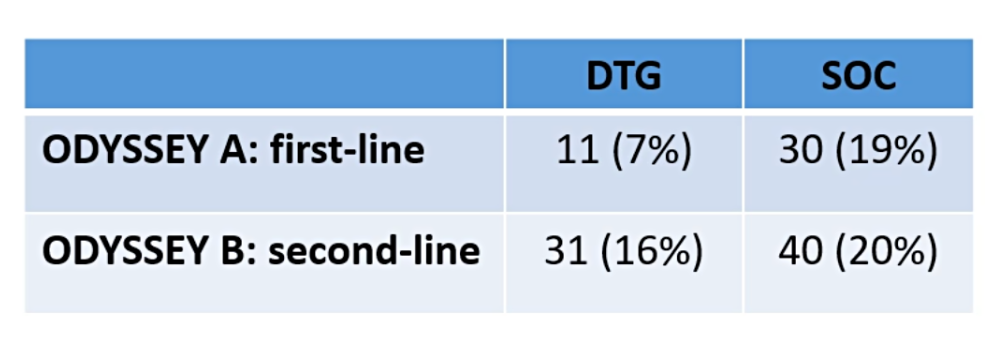 DTG SOC
ODYSSEY A: first-line 11 (7%) 30 (19%)
ODYSSEY B: second-line 31 (16%) 40 (20%)